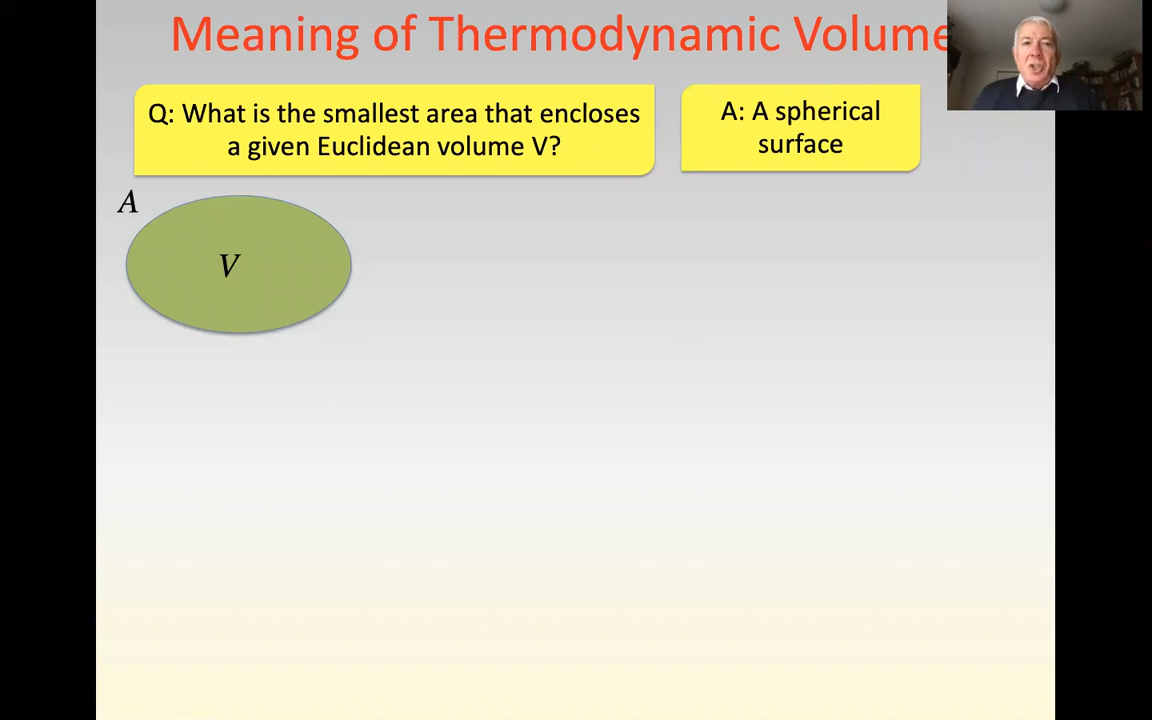 Meaning of Thermodynamic Volume
Q: What is the smallest area that encloses
a given Euclidean volume V?
A: A spherical
surface
A
V